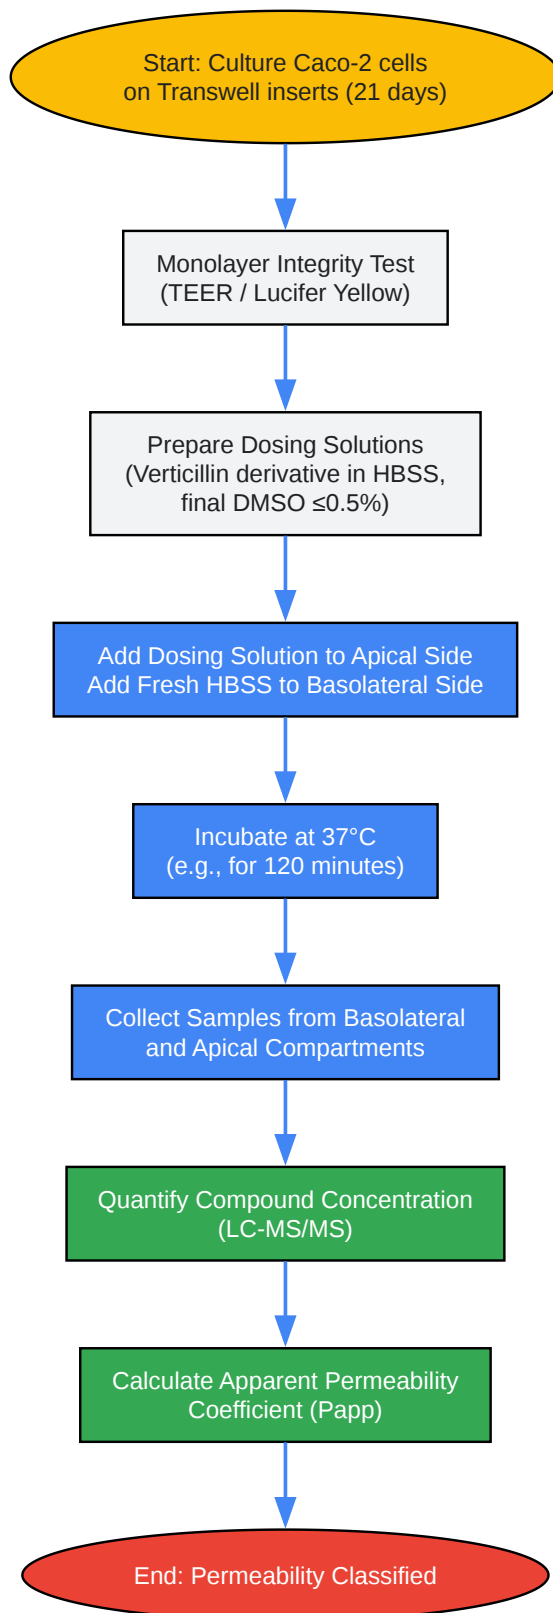 Start: Culture Caco-2 cells
on Transwell inserts (21 days)
Monolayer Integrity Test
(TEER / Lucifer Yellow)
Prepare Dosing Solutions
(Verticillin derivative in HBSS,
final DMSO ≤0.5%)
Add Dosing Solution to Apical Side
Add Fresh HBSS to Basolateral Side
Incubate at 37°C
(e.g., for 120 minutes)
Collect Samples from Basolateral
and Apical Compartments
Quantify Compound Concentration
(LC-MS/MS)
Calculate Apparent Permeability
Coefficient (Papp)
End: Permeability Classified